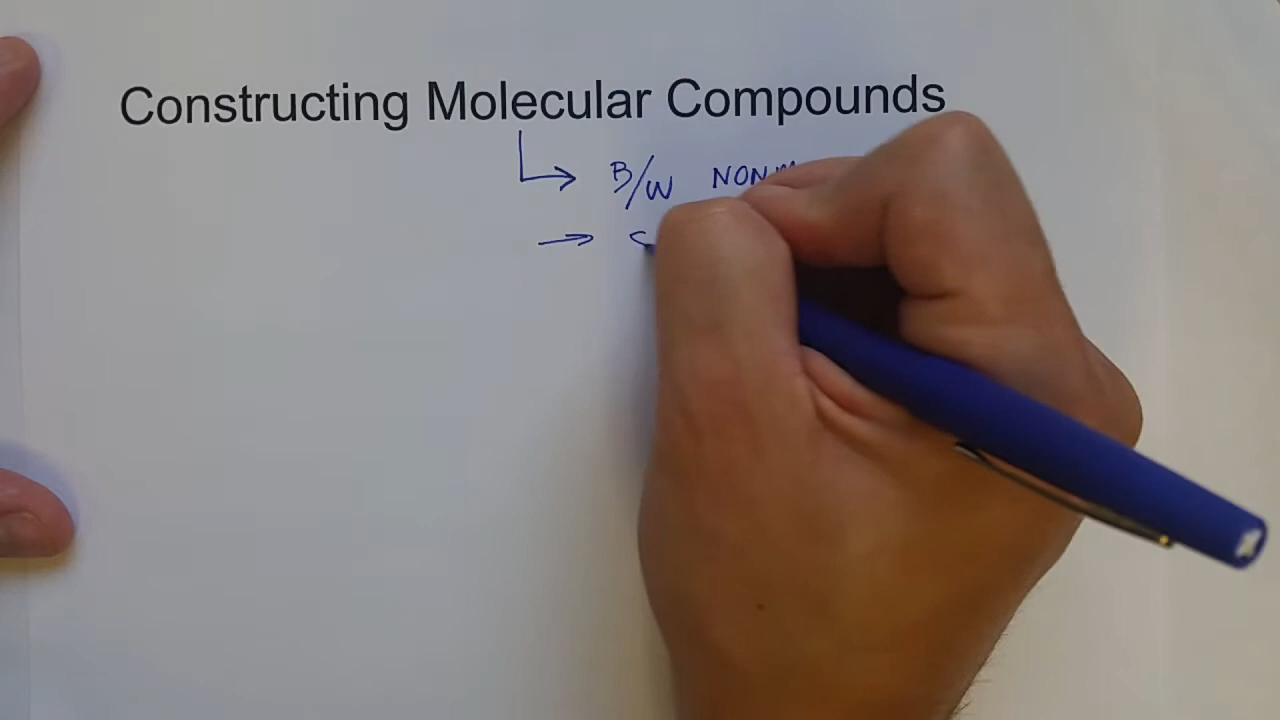 Constructing Molecular Compounds
→ B/W
→